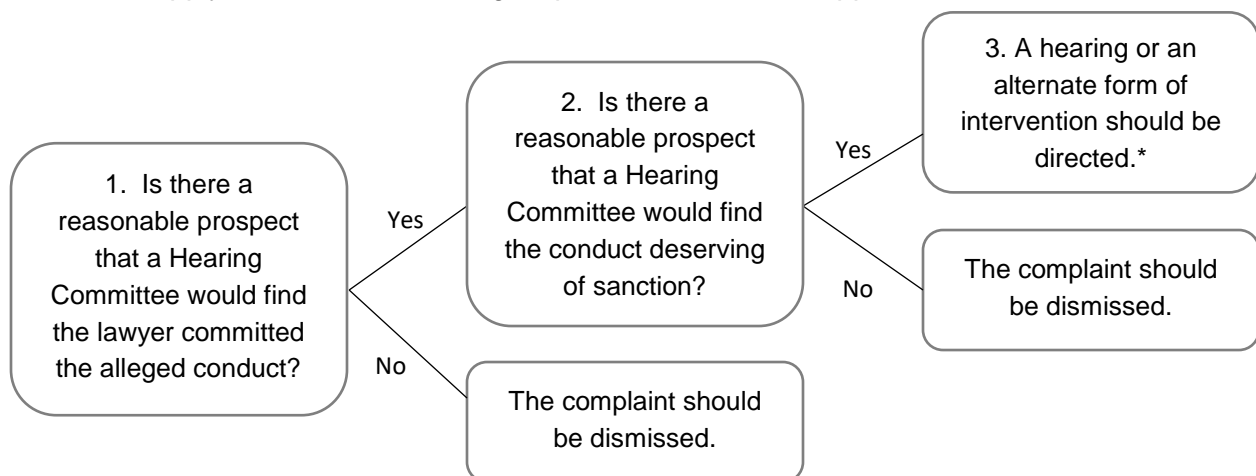 1. Is there a
reasonable prospect
that a Hearing
Committee would find
the lawyer committed
the alleged conduct?
Yes
No
2. Is there a
reasonable prospect
that a Hearing
Committee would find
the conduct deserving
of sanction?
The complaint should
be dismissed.
Yes
No
3. A hearing or an
alternate form of
intervention should be
directed.*
The complaint should
be dismissed.